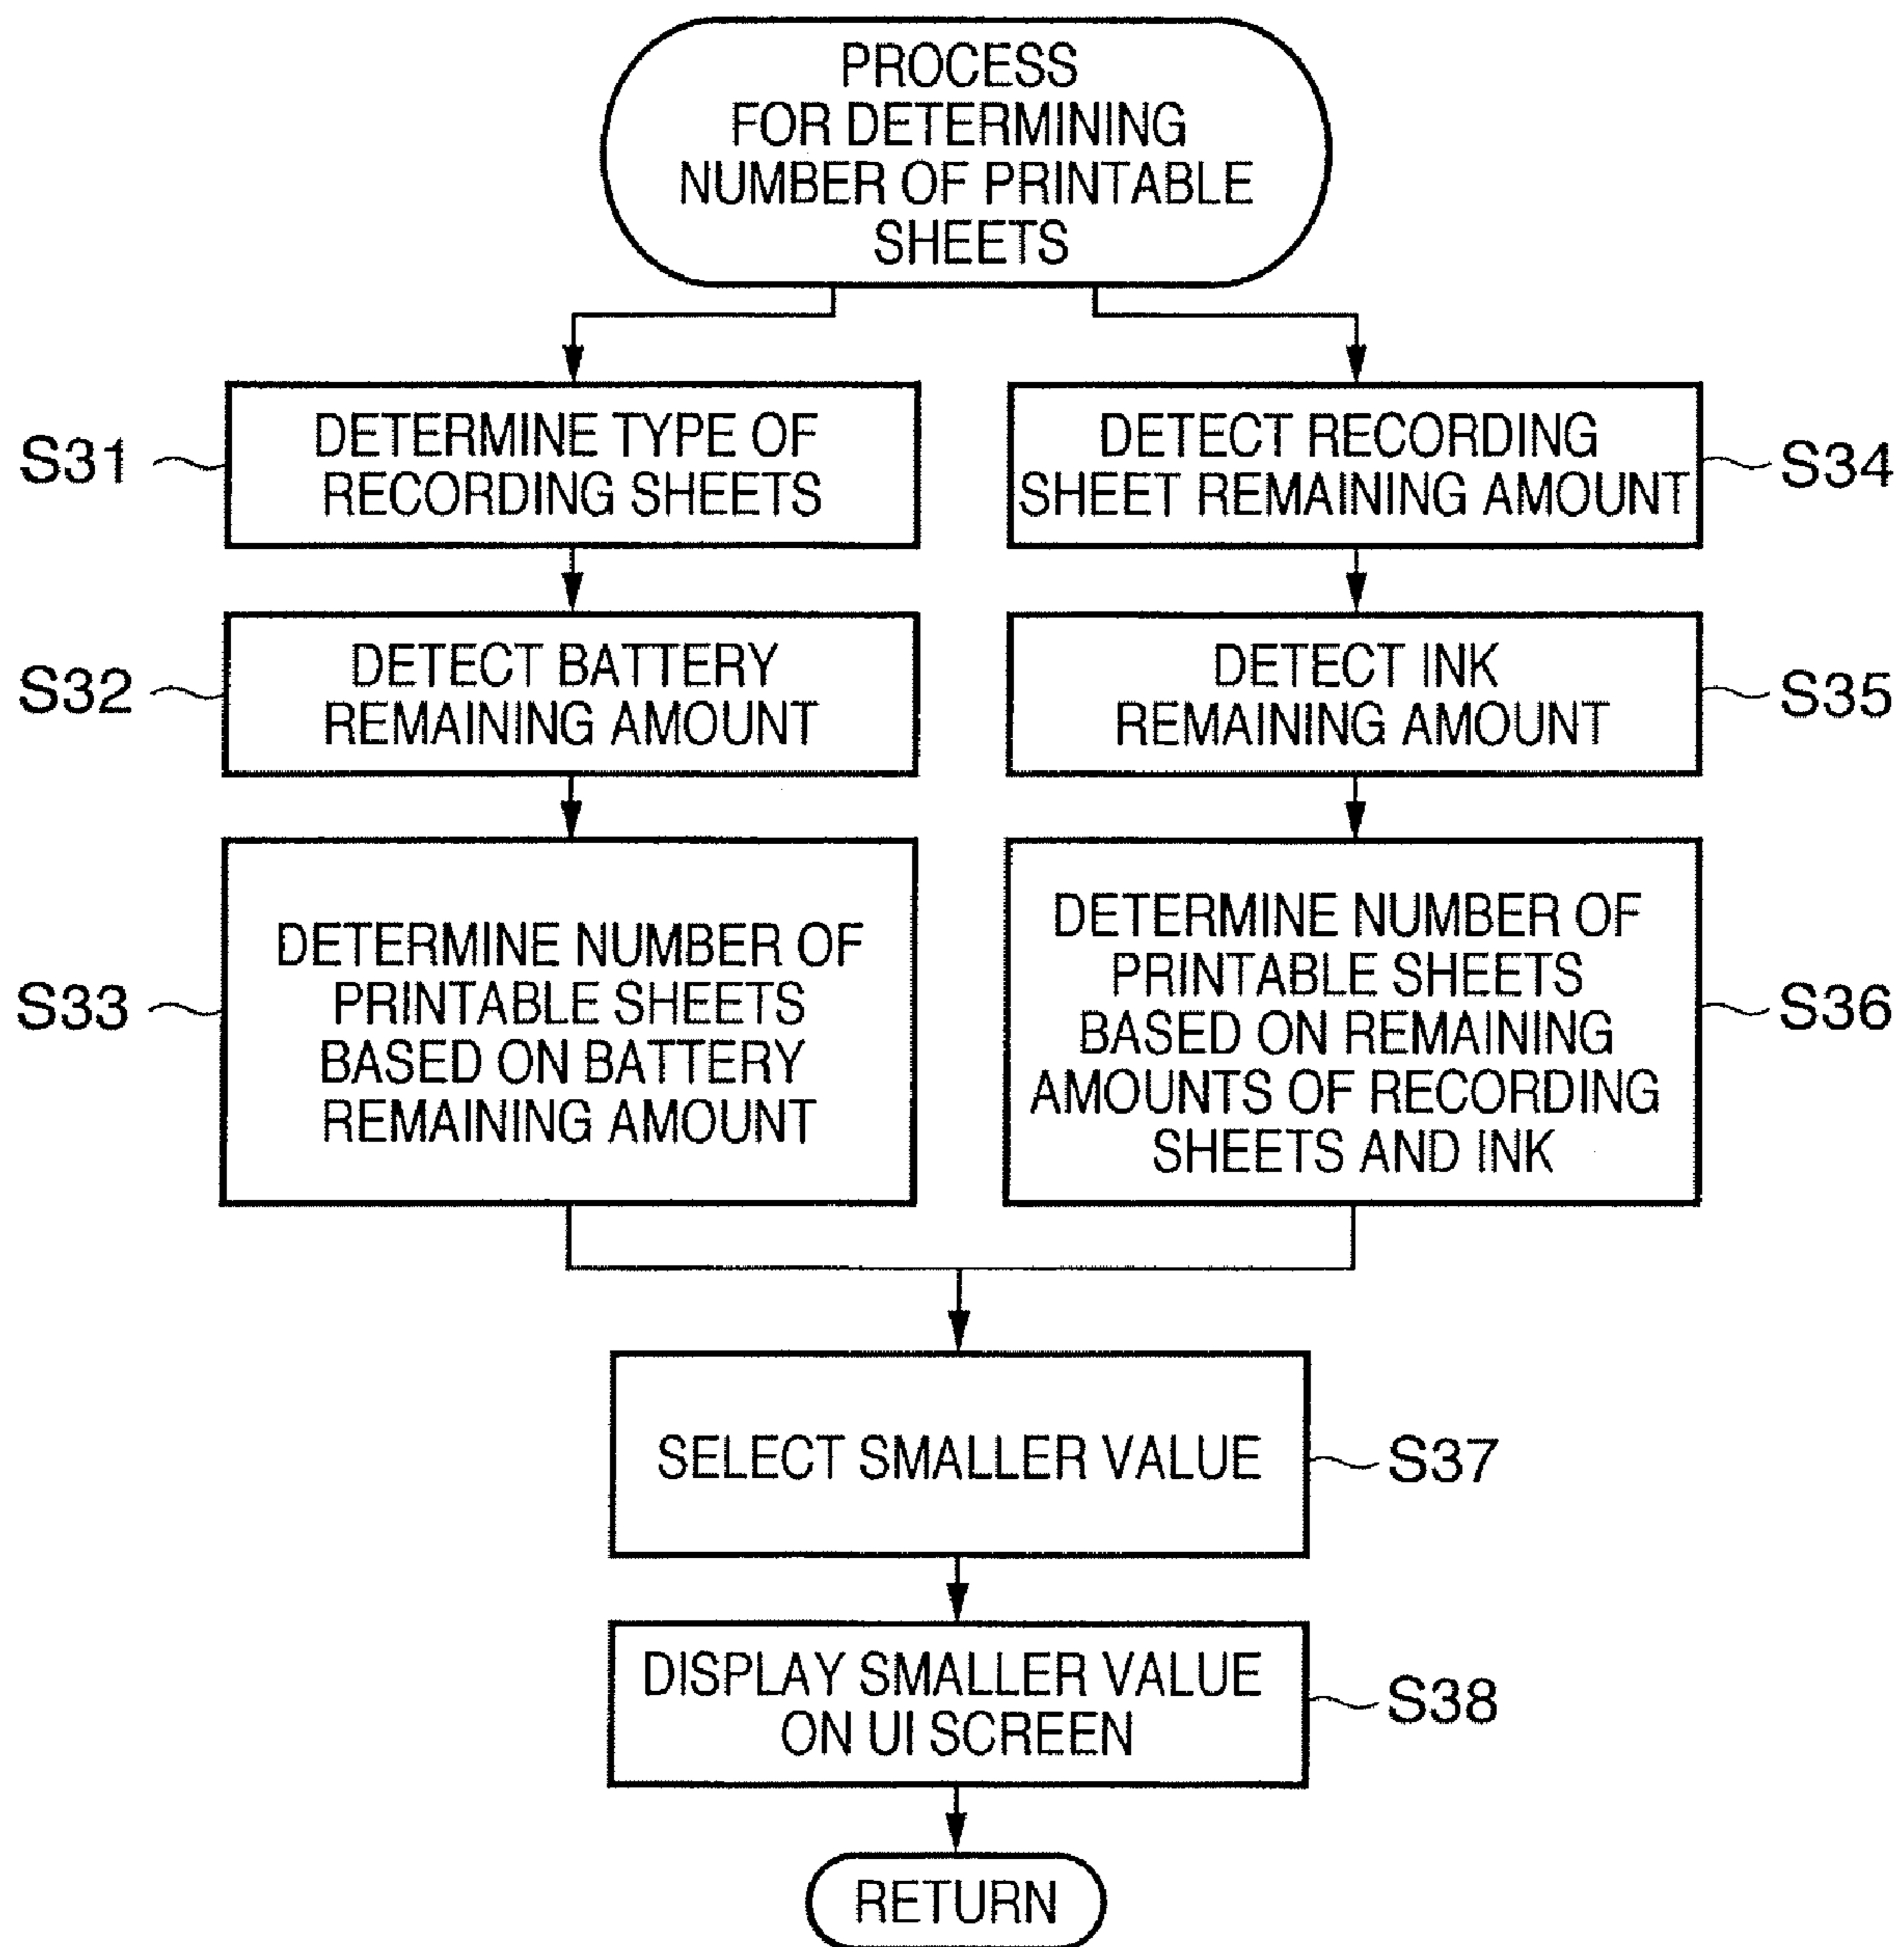 PROCESS
FOR DETERMINING
NUMBER OF PRINTABLE
SHEETS
S31
DETERMINE TYPE OF
RECORDING SHEETS
DETECT RECORDING
SHEET REMAINING AMOUNT
S34
S32
DETECT BATTERY
REMAINING AMOUNT
DETECT INK
REMAINING AMOUNT
S35
S33
DETERMINE NUMBER OF
PRINTABLE SHEETS
BASED ON BATTERY
REMAINING AMOUNT
DETERMINE NUMBER OF
PRINTABLE SHEETS
BASED ON REMAINING
AMOUNTS OF RECORDING
SHEETS AND INK
S36
SELECT SMALLER VALUE
S37
DISPLAY SMALLER VALUE
ON UI SCREEN
S38
RETURN